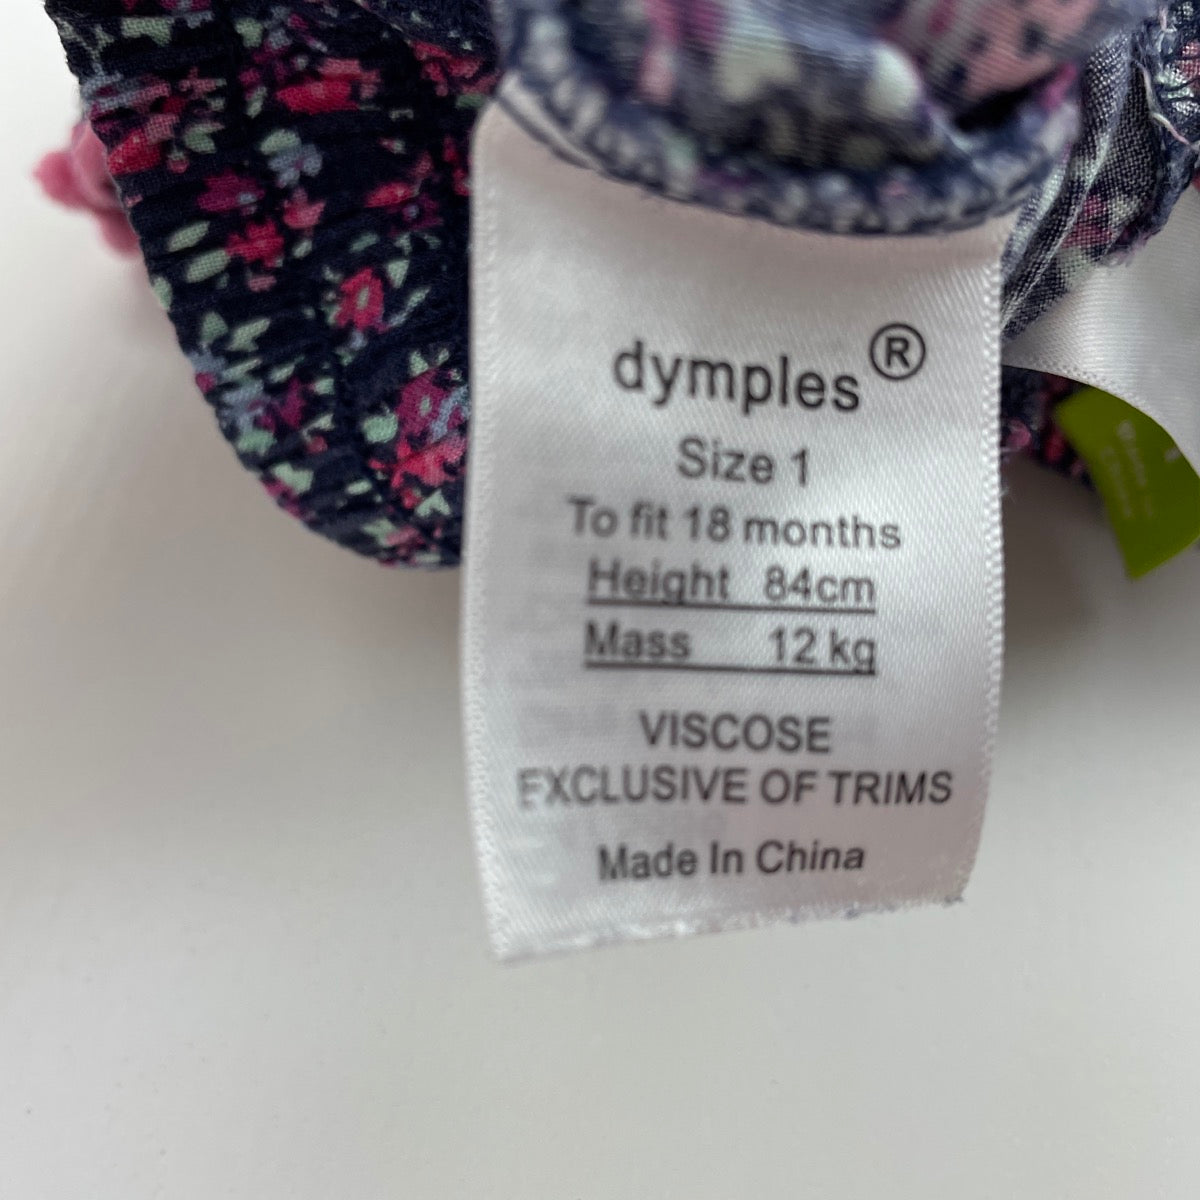 dymples®
Size 1
To fit 18 months
Height 84cm
Mass 12 kg
VISCOSE
EXCLUSIVE OF TRIMS
Made In China